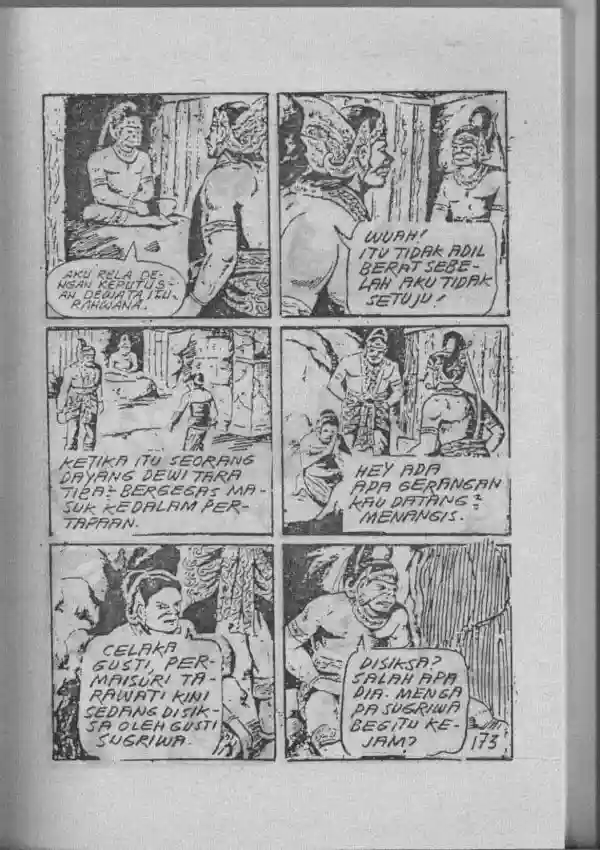 AKU RELA DE-
NGAN KEPUTUS-
AN DEWATA ITU,
RAHWANA.
WUAH!
ITU TIDAK ADIL
BERAT SEBE-
LAH AKU TIDAK
SETUJU!
KETIKA ITU SEORANG
DAYANG DEWI TARA
TIBA² BERGEGAS MA-
SUK KEDALAM PER-
TAPAAN.
HEY ADA
APA GERANGAN
KAU DATANG²
MENANGIS.
CELAKA
GUSTI, PER-
MAISURI TA-
RAWATI KINI
SEDANG DISIK-
SA OLEH GUSTI
SUGRIWA.
DISIKSA?
SALAH APA
DIA. MENGA
PA SUGRIWA
BEGITU KE-
JAM?
173